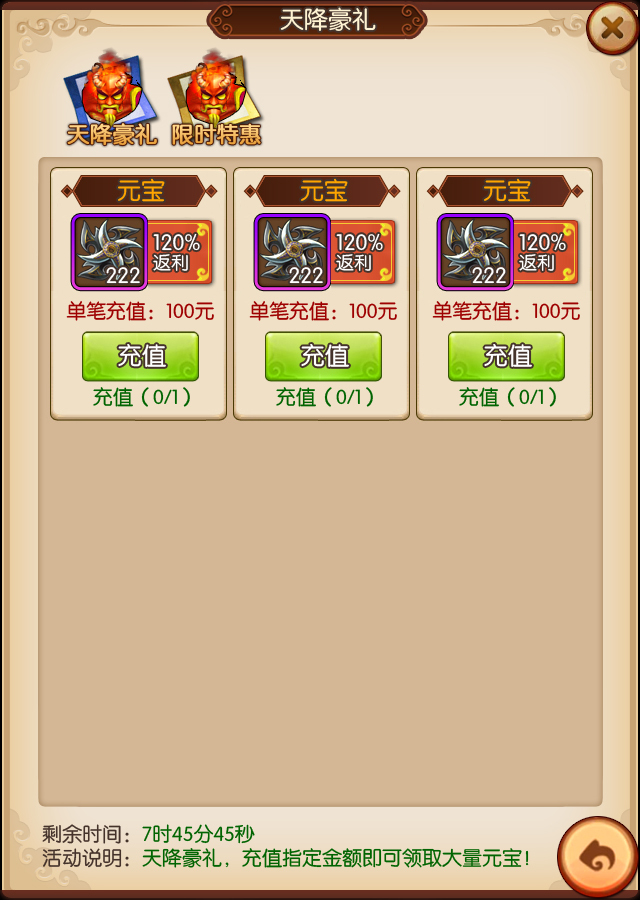 天降豪礼
天降豪礼 限时特惠
元宝 元宝 元宝
120% 120% 120%
返利 返利 返利
222 222 222
单笔充值：100元 单笔充值：100元 单笔充值：100元
充值 充值 充值
充值（0/1） 充值（0/1） 充值（0/1）
剩余时间：7时45分45秒
活动说明：天降豪礼，充值指定金额即可领取大量元宝！